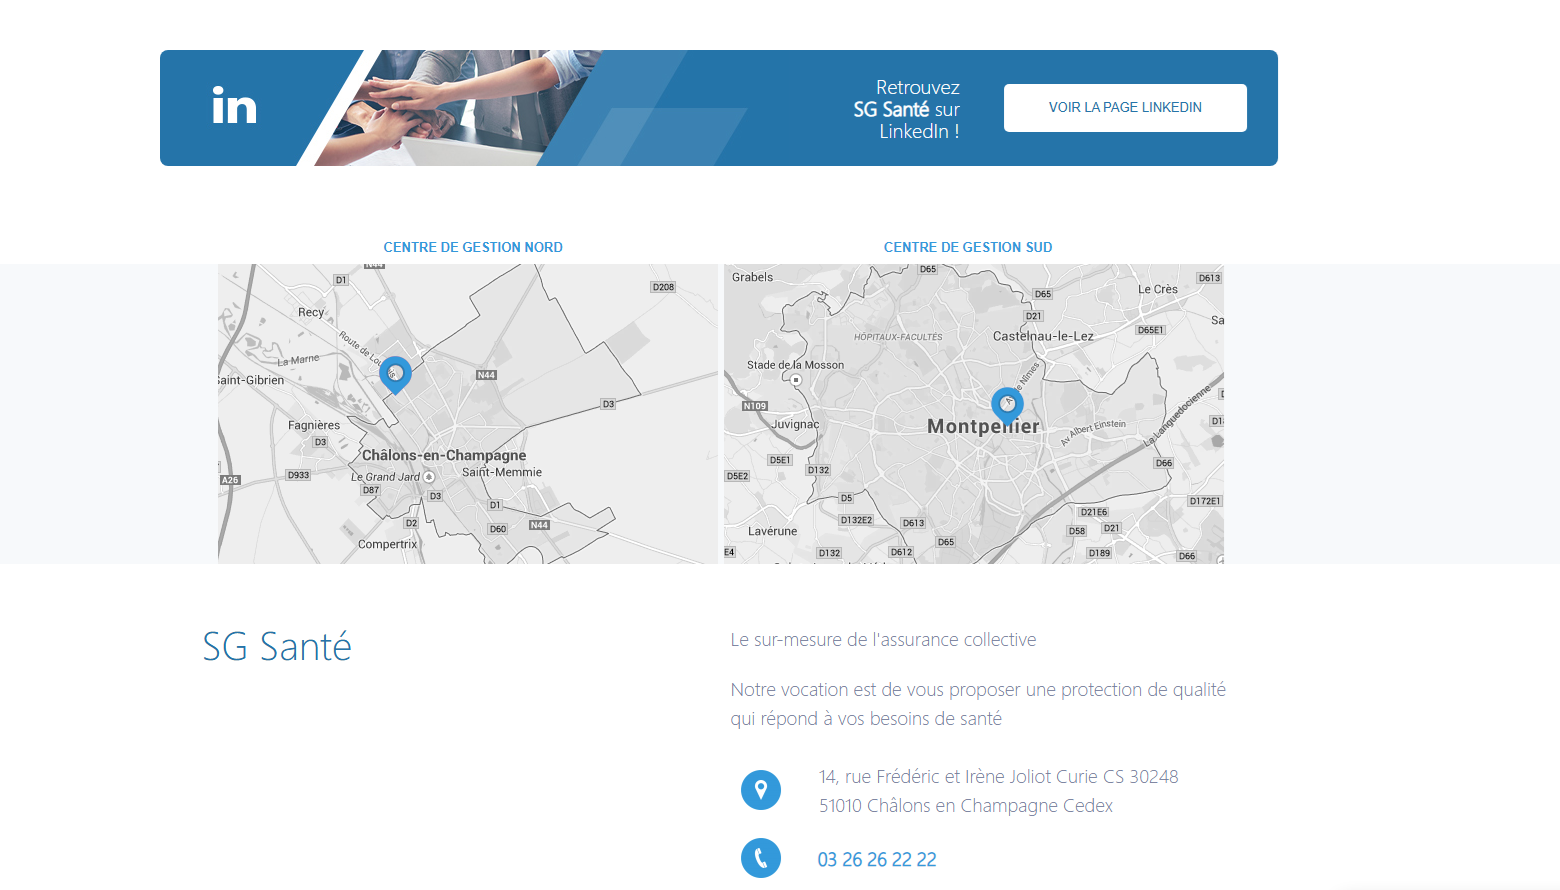 in
Retrouvez
SG Santé sur
LinkedIn !
VOIR LA PAGE LINKEDIN
CENTRE DE GESTION NORD
CENTRE DE GESTION SUD
D1
D208
Recy
Route de
La Marne
Saint-Gibrien
N44
D3
Fagnières
D3
Châlons-en-Champagne
Le Grand Jard
Saint-Memmie
A26
D933
D87
D3
D1
D2
D60
N44
Compertrix
Grabels
D65
D613
D65
Le Crès
D21
D65E1
HÔPITAUX-FACULTÉS
Castelnau-le-Lez
Stade de la Mosson
Nîmes
N109
Juvignac
Montpellier
Av Albert Einstein
La Languedocienne
D5E1
D132
D5E2
D66
D5
D172E1
D132E2
D613
D21E6
Lavérune
D58
D21
D65
E4
D132
D612
D189
D66
SG Santé
Le sur-mesure de l'assurance collective
Notre vocation est de vous proposer une protection de qualité
qui répond à vos besoins de santé
14, rue Frédéric et Irène Joliot Curie CS 30248
51010 Châlons en Champagne Cedex
03 26 26 22 22